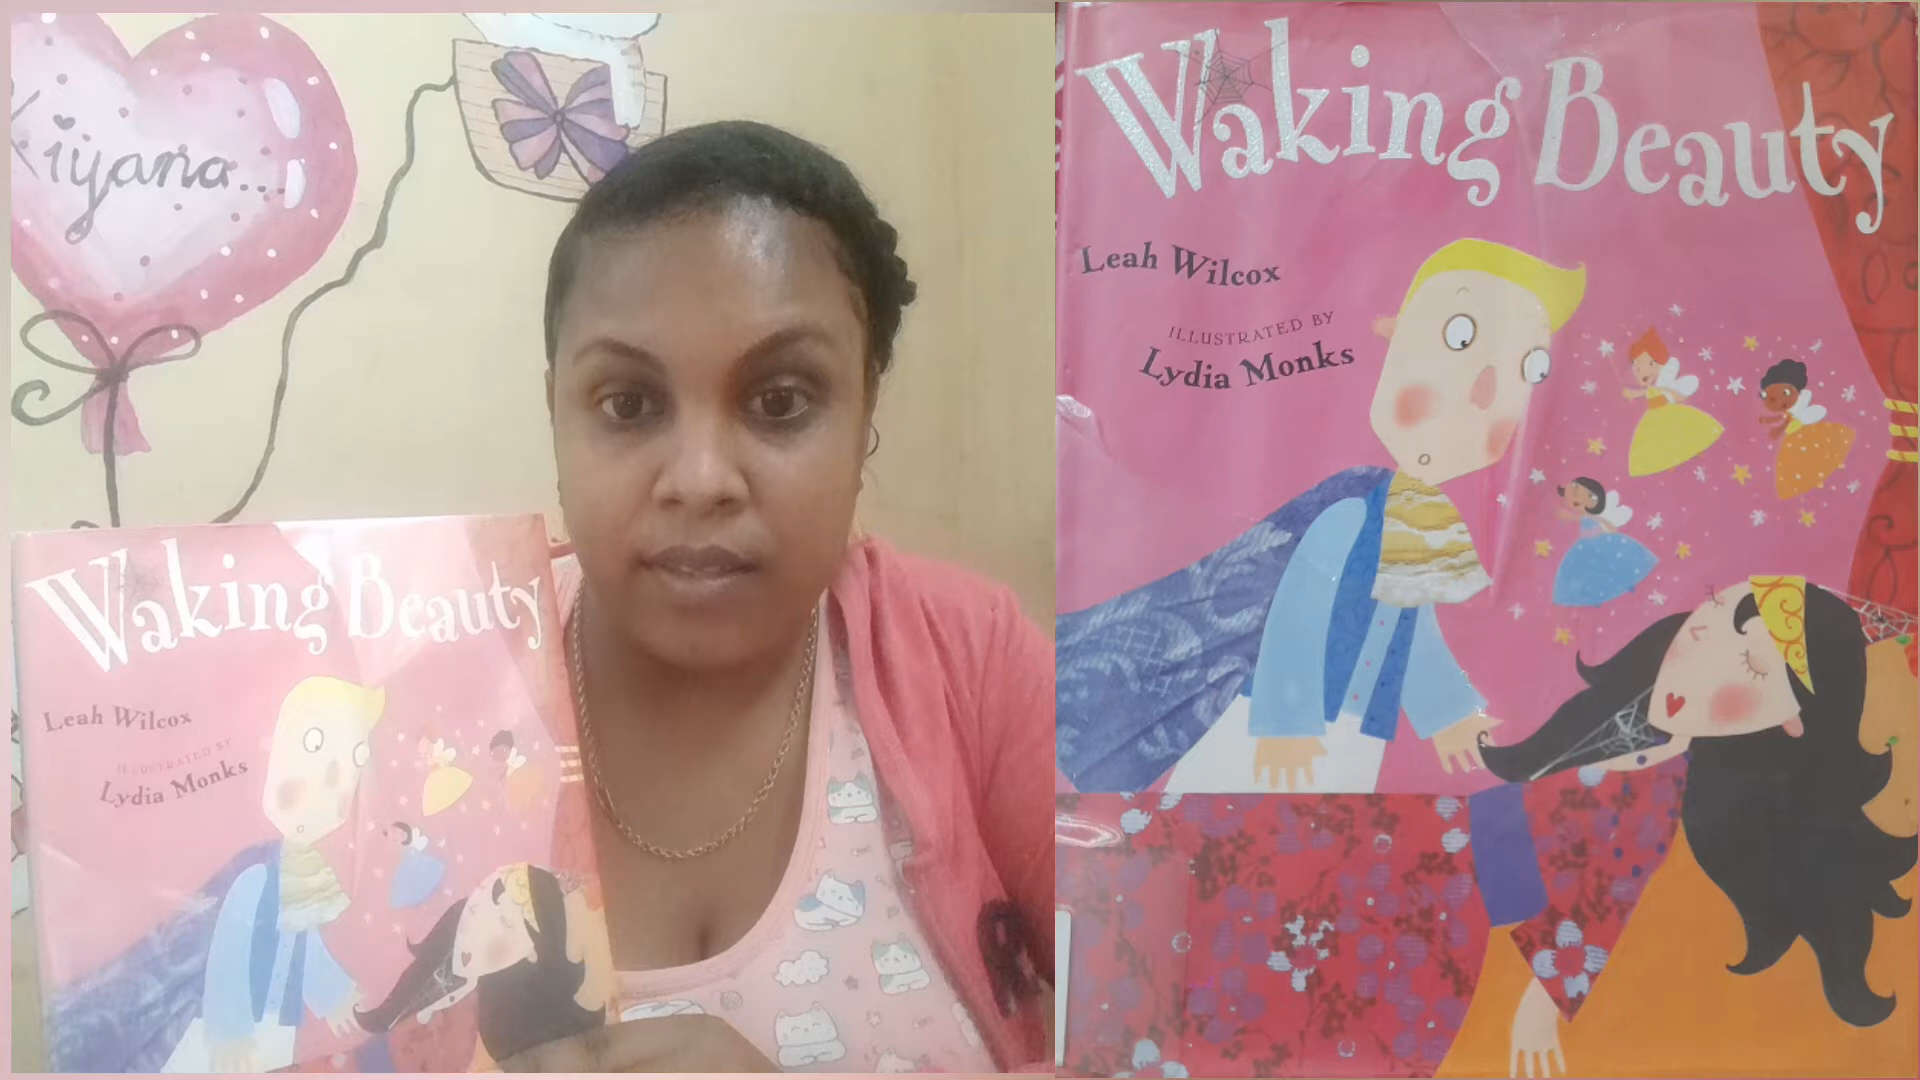 Kiyana...
Waking Beauty
Leah Wilcox
ILLUSTRATED BY
Lydia Monks
Waking Beauty
Leah Wilcox
ILLUSTRATED BY
Lydia Monks